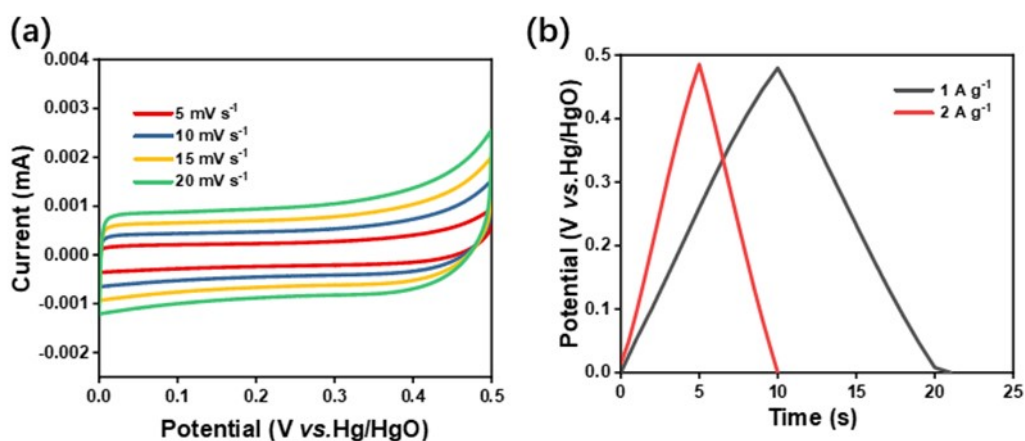 (a)
0.004
0.003
0.002
0.001
0.000
-0.001
-0.002
Current (mA)
5 mV s⁻¹
10 mV s⁻¹
15 mV s⁻¹
20 mV s⁻¹
0.0 0.1 0.2 0.3 0.4 0.5
Potential (V vs.Hg/HgO)
(b)
0.5
0.4
0.3
0.2
0.1
0.0
Potential (V vs.Hg/HgO)
1 A g⁻¹
2 A g⁻¹
0 5 10 15 20 25
Time (s)